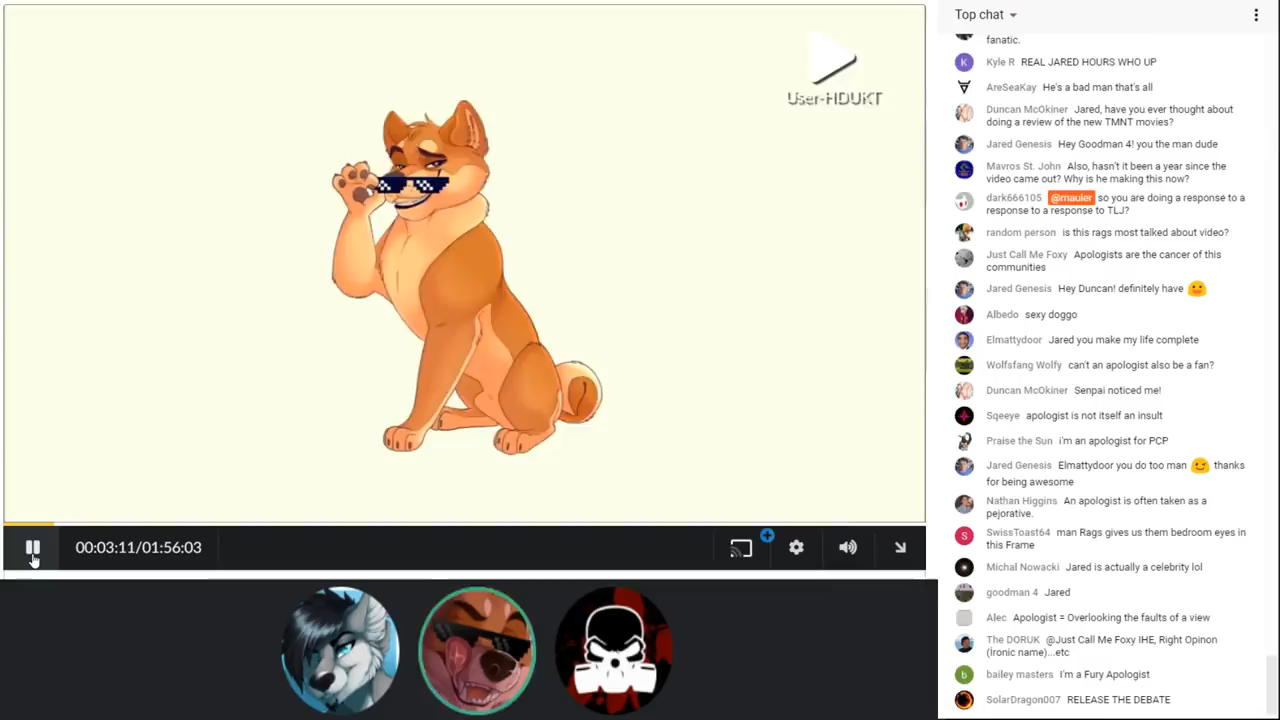 User-HDUKT
00:03:11/01:56:03
Top chat
fanatic.
Kyle R REAL JARED HOURS WHO UP
AreSeaKay He's a bad man that's all
Duncan McOkiner Jared, have you ever thought about
doing a review of the new TMNT movies?
Jared Genesis Hey Goodman 4! you the man dude
Mavros St. John Also, hasn't it been a year since the
video came out? Why is he making this now?
dark666105 @mauler so you are doing a response to a
response to a response to TLJ?
random person is this rags most talked about video?
Just Call Me Foxy Apologists are the cancer of this
communities
Jared Genesis Hey Duncan! definitely have
Albedo sexy doggo
Elmattydoor Jared you make my life complete
Wolfsfang Wolfy can't an apologist also be a fan?
Duncan McOkiner Senpai noticed me!
Sqeeye apologist is not itself an insult
Praise the Sun i'm an apologist for PCP
Jared Genesis Elmattydoor you do too man thanks
for being awesome
Nathan Higgins An apologist is often taken as a
pejorative.
SwissToast64 man Rags gives us them bedroom eyes in
this Frame
Michal Nowacki Jared is actually a celebrity lol
goodman 4 Jared
Alec Apologist = Overlooking the faults of a view
The DORUK @Just Call Me Foxy IHE, Right Opinon
(İronic name)...etc
bailey masters I'm a Fury Apologist
SolarDragon007 RELEASE THE DEBATE